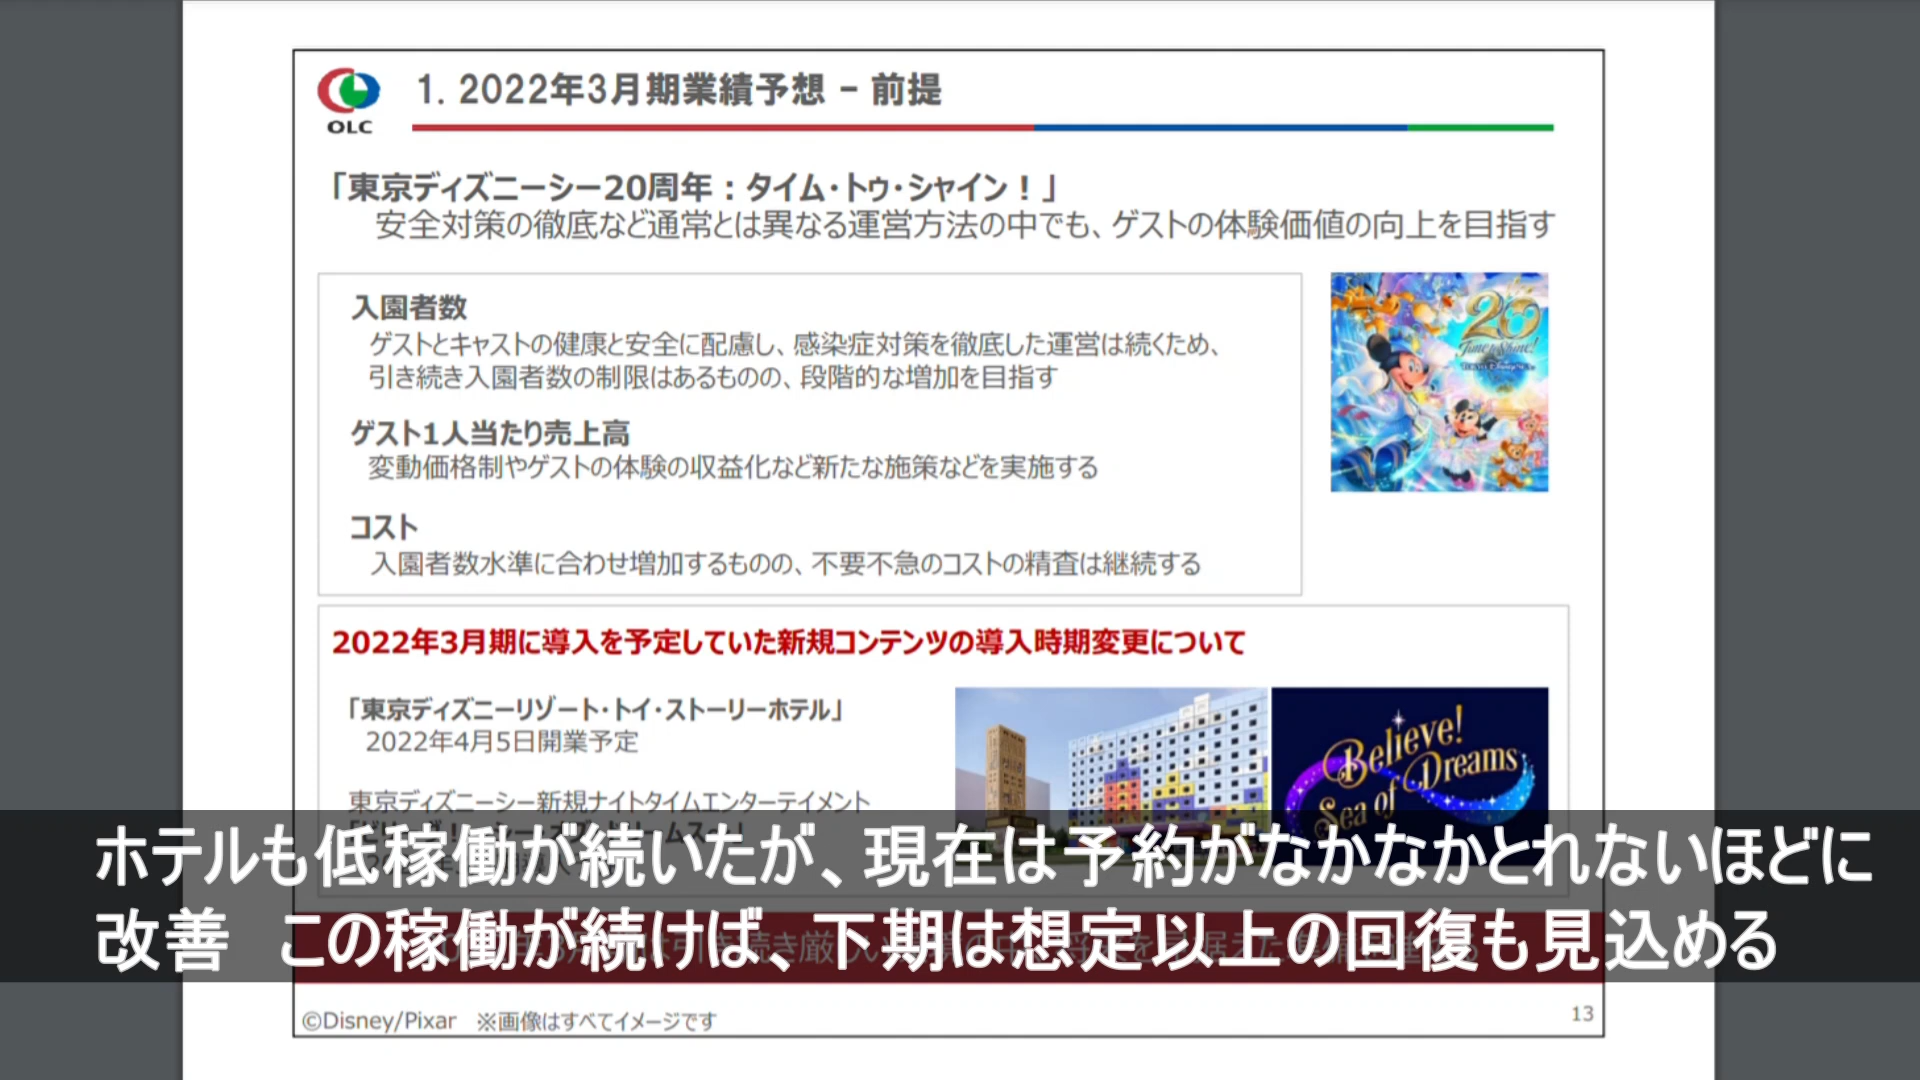 OLC
1. 2022年3月期業績予想 – 前提
「東京ディズニーシー20周年：タイム・トゥ・シャイン！」
安全対策の徹底など通常とは異なる運営方法の中でも、ゲストの体験価値の向上を目指す
入園者数
ゲストとキャストの健康と安全に配慮し、感染症対策を徹底した運営は続くため、
引き続き入園者数の制限はあるものの、段階的な増加を目指す
ゲスト1人当たり売上高
変動価格制やゲストの体験の収益化など新たな施策などを実施する
コスト
入園者数水準に合わせ増加するものの、不要不急のコストの精査は継続する
20
Time to Shine!
TOKYO DisneySEA
2022年3月期に導入を予定していた新規コンテンツの導入時期変更について
「東京ディズニーリゾート・トイ・ストーリーホテル」
2022年4月5日開業予定
東京ディズニーシー新規ナイトタイムエンターテイメント
Believe!
Sea of Dreams
ホテルも低稼働が続いたが、現在は予約がなかなかとれないほどに
改善　この稼働が続けば、下期は想定以上の回復も見込める
©Disney/Pixar　※画像はすべてイメージです
13